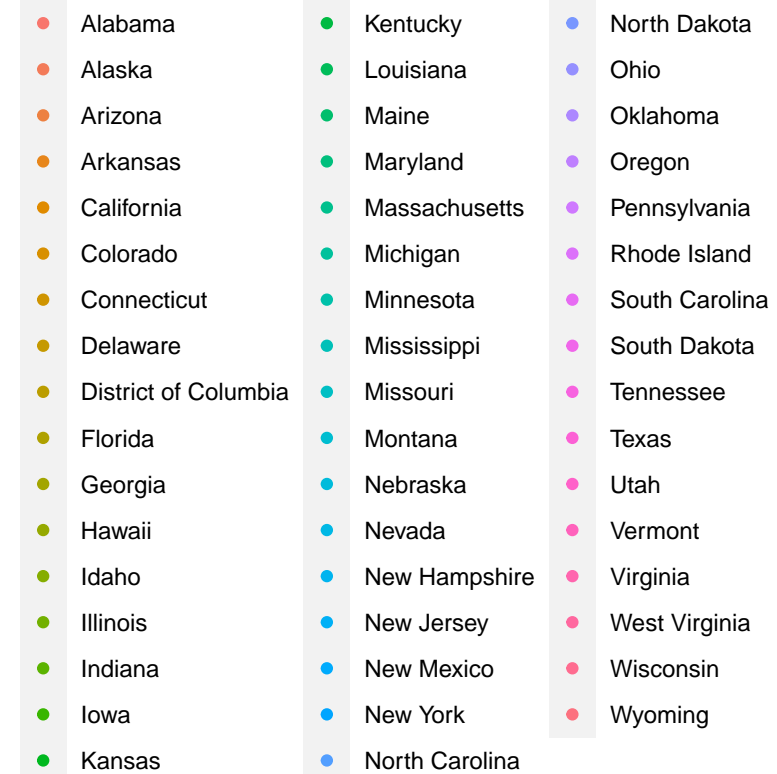 Alabama
Alaska
Arizona
Arkansas
California
Colorado
Connecticut
Delaware
District of Columbia
Florida
Georgia
Hawaii
Idaho
Illinois
Indiana
Iowa
Kansas
Kentucky
Louisiana
Maine
Maryland
Massachusetts
Michigan
Minnesota
Mississippi
Missouri
Montana
Nebraska
Nevada
New Hampshire
New Jersey
New Mexico
New York
North Carolina
North Dakota
Ohio
Oklahoma
Oregon
Pennsylvania
Rhode Island
South Carolina
South Dakota
Tennessee
Texas
Utah
Vermont
Virginia
West Virginia
Wisconsin
Wyoming